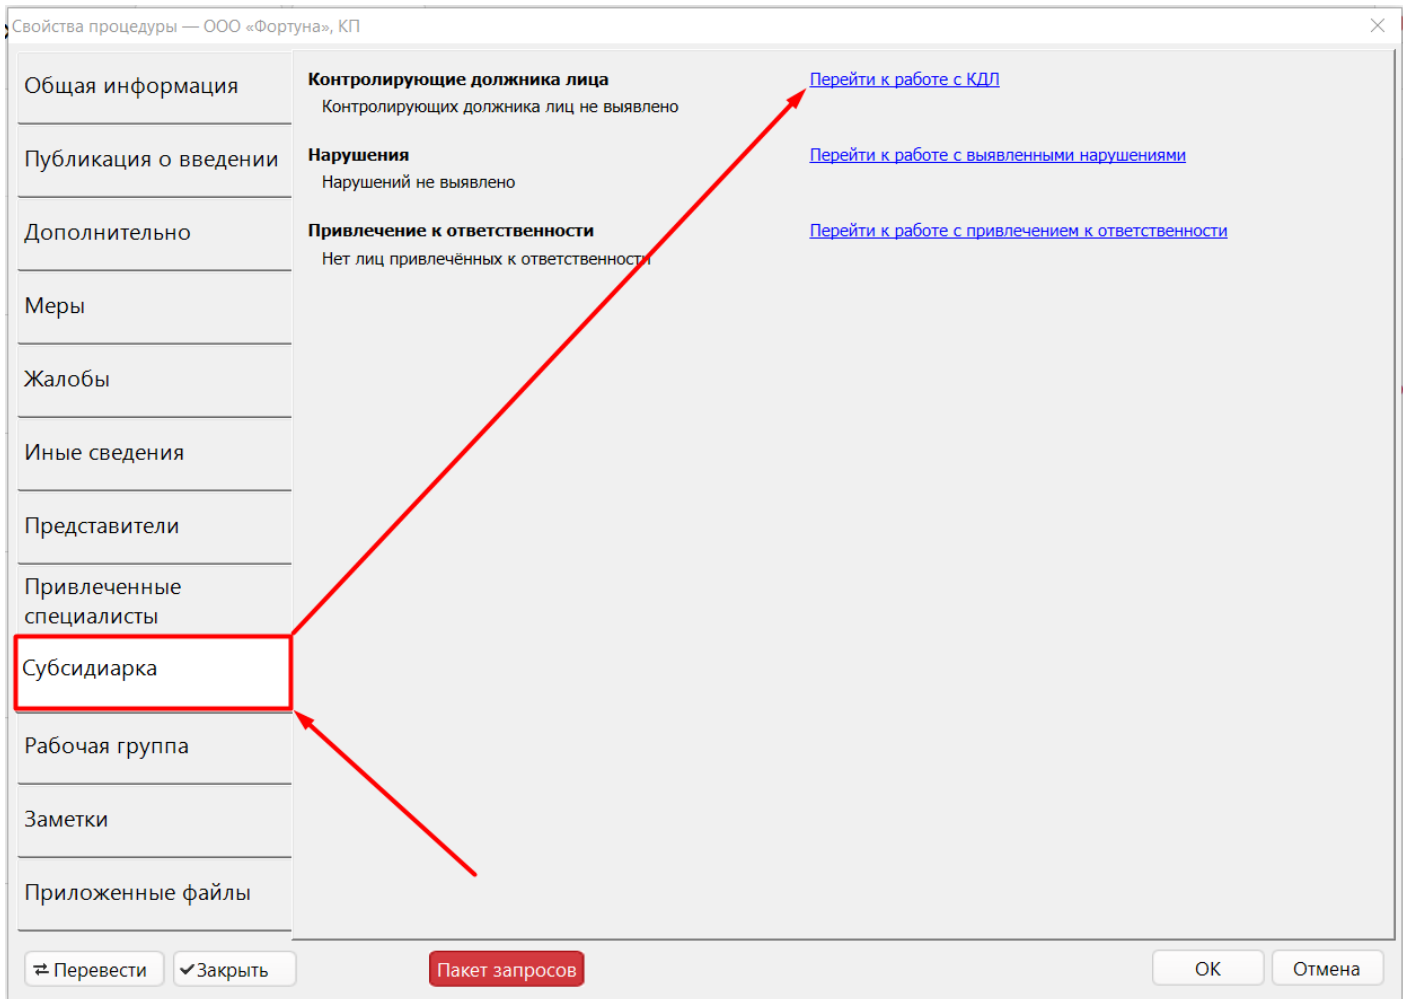 Свойства процедуры — ООО «Фортуна», КП
Общая информация
Публикация о введении
Дополнительно
Меры
Жалобы
Иные сведения
Представители
Привлеченные
специалисты
Субсидиарка
Рабочая группа
Заметки
Приложенные файлы
Контролирующие должника лица
Перейти к работе с КДЛ
Контролирующих должника лиц не выявлено
Нарушения
Перейти к работе с выявленными нарушениями
Нарушений не выявлено
Привлечение к ответственности
Перейти к работе с привлечением к ответственности
Нет лиц привлечённых к ответственности
Перевести
Закрыть
Пакет запросов
ОК
Отмена